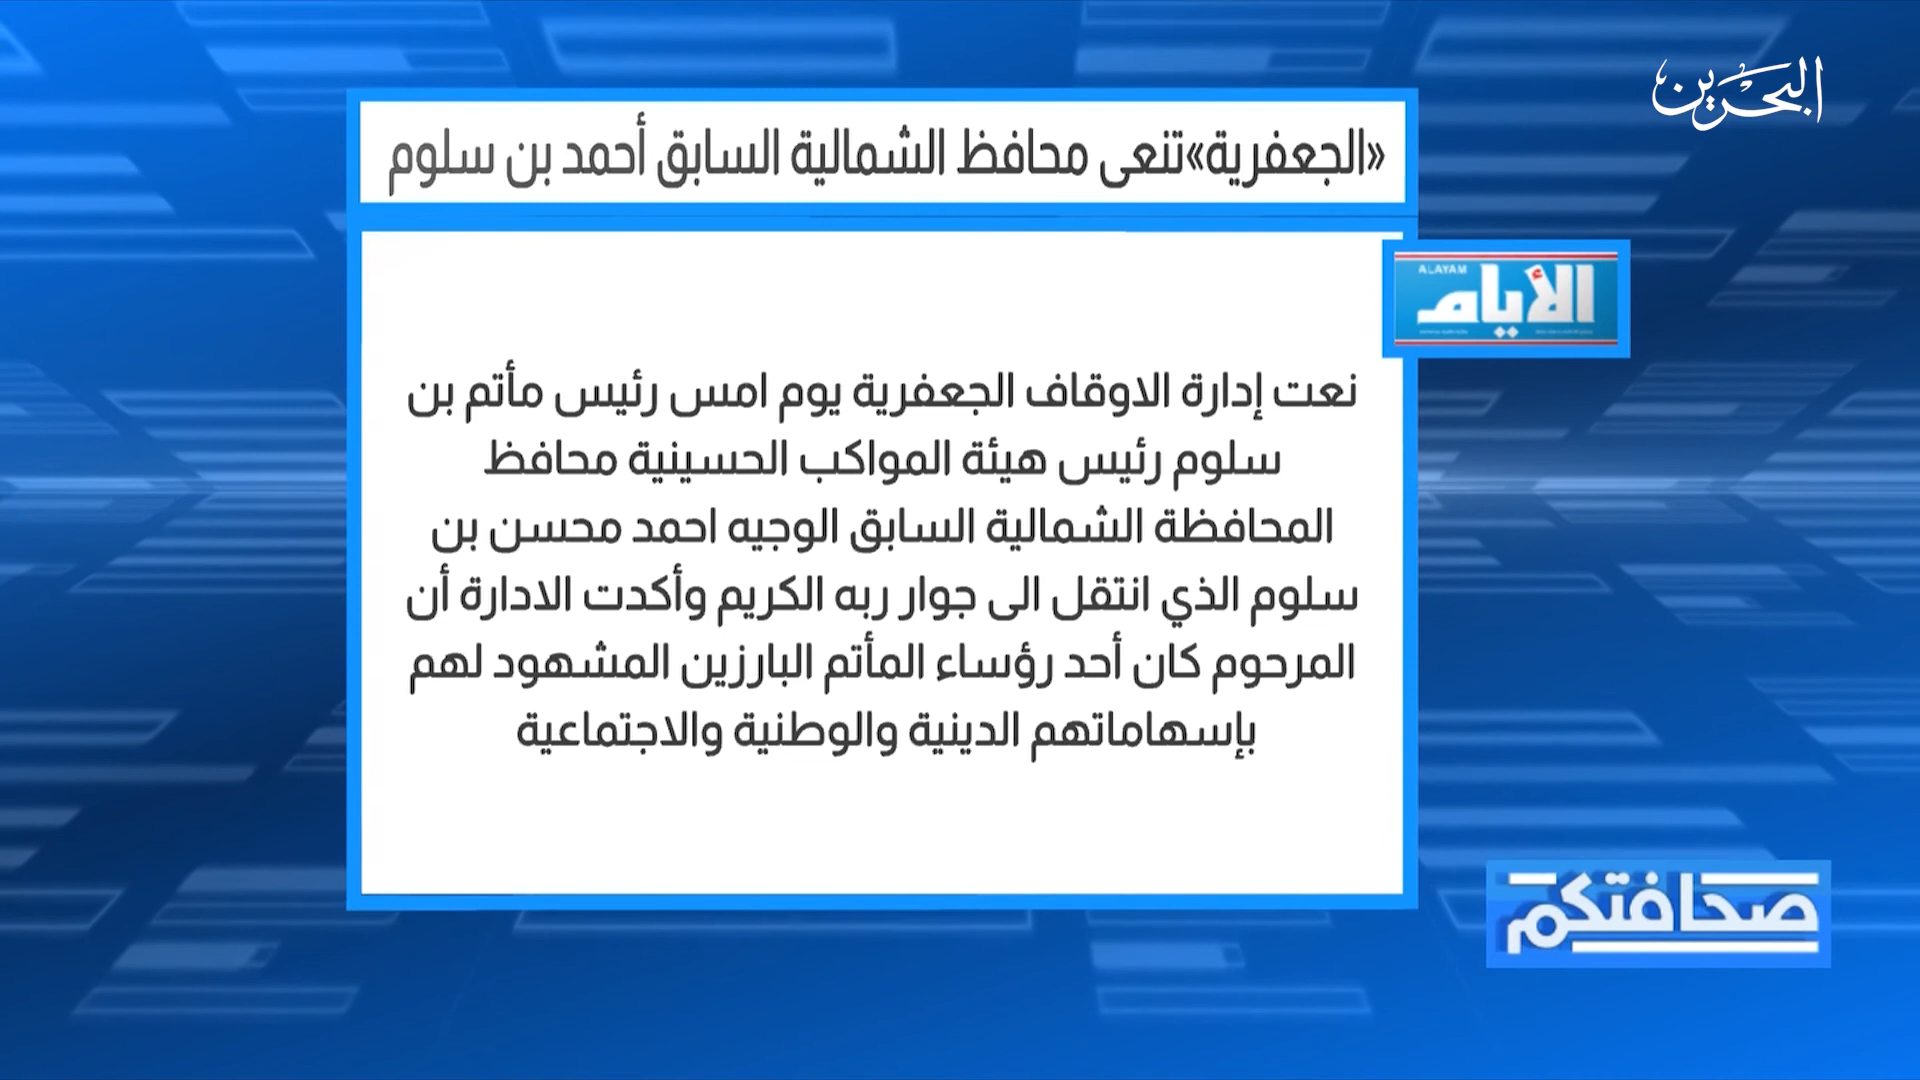 البحرين
«الجعفرية»تنعى محافظ الشمالية السابق أحمد بن سلوم
ALAYAM
الأيام
نعت إدارة الاوقاف الجعفرية يوم امس رئيس مأتم بن
سلوم رئيس هيئة المواكب الحسينية محافظ
المحافظة الشمالية السابق الوجيه احمد محسن بن
سلوم الذي انتقل الى جوار ربه الكريم وأكدت الادارة أن
المرحوم كان أحد رؤساء المأتم البارزين المشهود لهم
بإسهاماتهم الدينية والوطنية والاجتماعية
صحافتكم